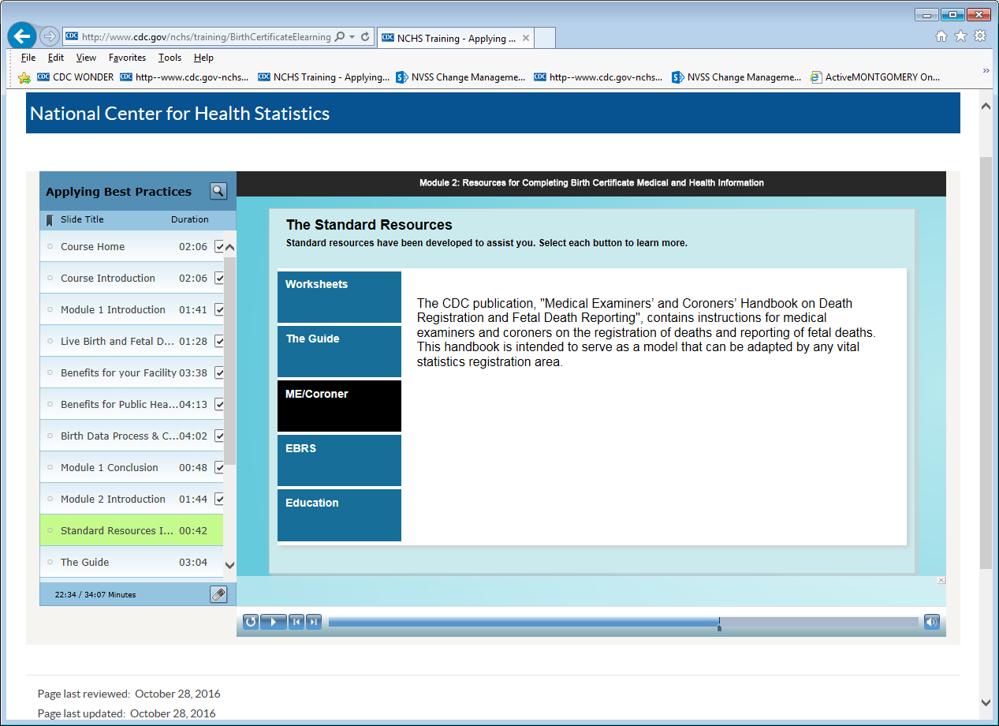 CDC http://www.cdc.gov/nchs/training/BirthCertificateElearning
CDC NCHS Training - Applying ...
File Edit View Favorites Tools Help
CDC CDC WONDER CDC http--www.cdc.gov-nchs... CDC NCHS Training - Applying... NVSS Change Manageme... CDC http--www.cdc.gov-nchs... NVSS Change Manageme... ActiveMONTGOMERY On...
National Center for Health Statistics
Applying Best Practices
Slide Title Duration
Course Home 02:06
Course Introduction 02:06
Module 1 Introduction 01:41
Live Birth and Fetal D... 01:28
Benefits for your Facility 03:38
Benefits for Public Hea... 04:13
Birth Data Process & C... 04:02
Module 1 Conclusion 00:48
Module 2 Introduction 01:44
Standard Resources I... 00:42
The Guide 03:04
22:34 / 34:07 Minutes
Module 2: Resources for Completing Birth Certificate Medical and Health Information
The Standard Resources
Standard resources have been developed to assist you. Select each button to learn more.
Worksheets
The Guide
ME/Coroner
EBRS
Education
The CDC publication, "Medical Examiners’ and Coroners’ Handbook on Death
Registration and Fetal Death Reporting", contains instructions for medical
examiners and coroners on the registration of deaths and reporting of fetal deaths.
This handbook is intended to serve as a model that can be adapted by any vital
statistics registration area.
Page last reviewed: October 28, 2016
Page last updated: October 28, 2016